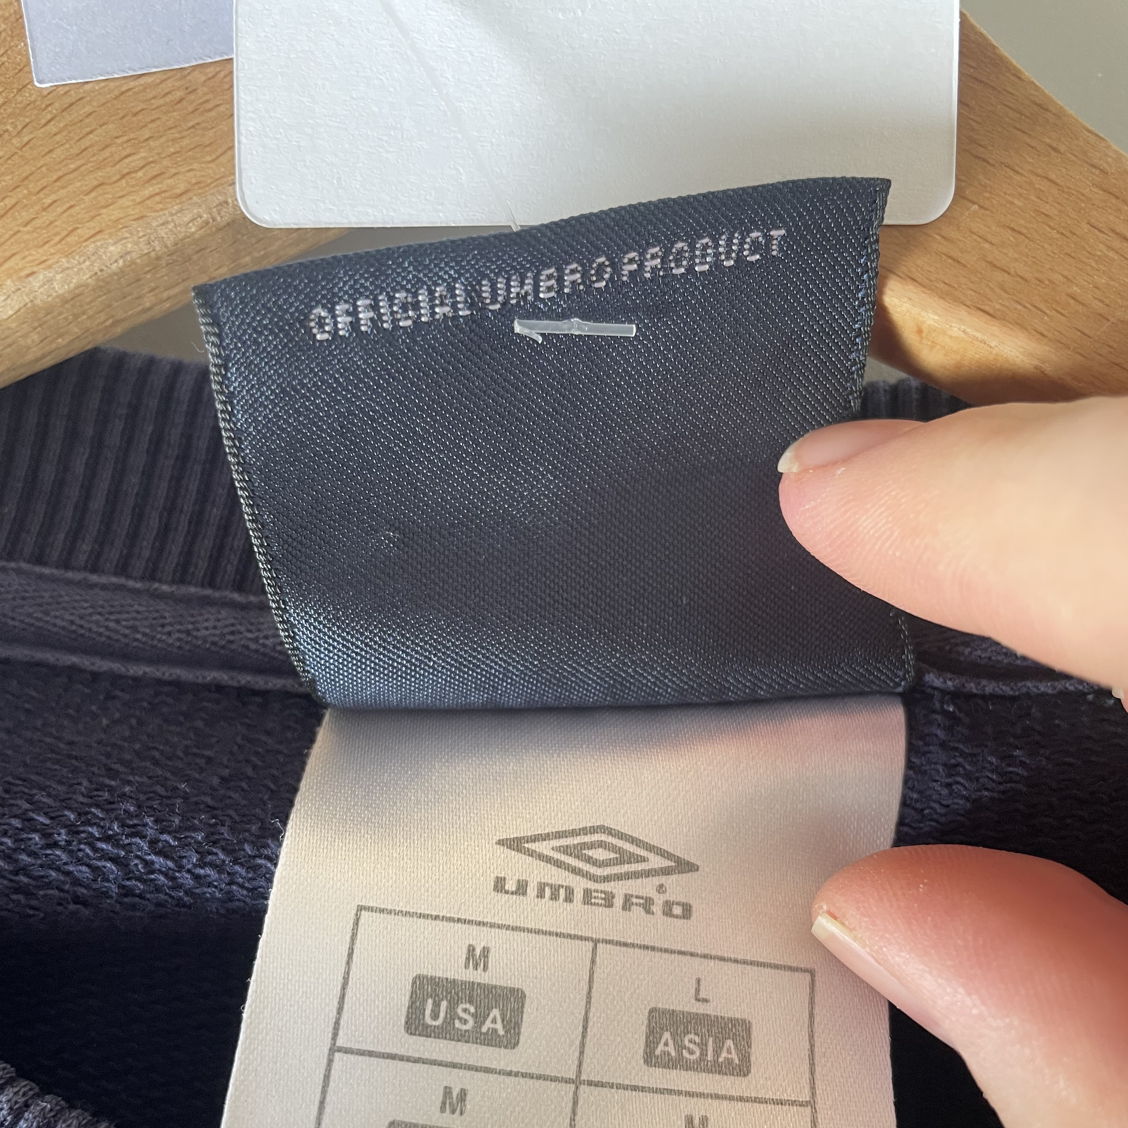 OFFICIAL UMBRO PRODUCT
UMBRO
M L
USA ASIA
M M